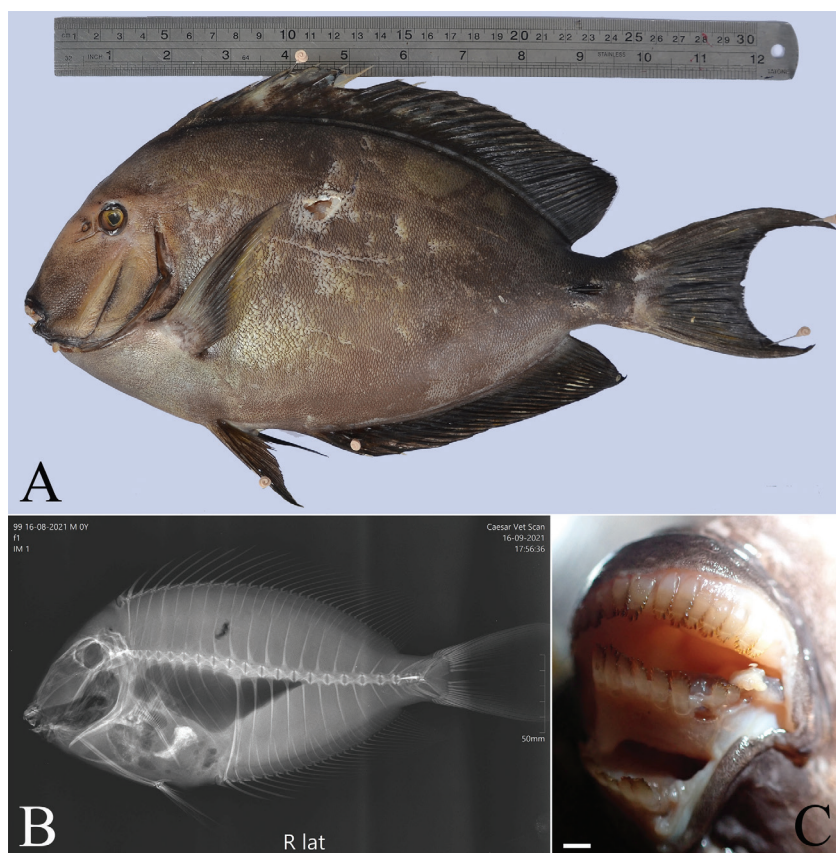 cm 1 2 3 4 5 6 7 8 9 10 11 12 13 14 15 16 17 18 19 20 21 22 23 24 25 26 27 28 29 30
32 INCH 1 2 3 64 4 5 6 7 8 9 STAINLESS 10 11 12
A
99 16-08-2021 M 0Y
f1
IM 1
Caesar Vet Scan
16-09-2021
17:56:36
50mm
R lat
B
C